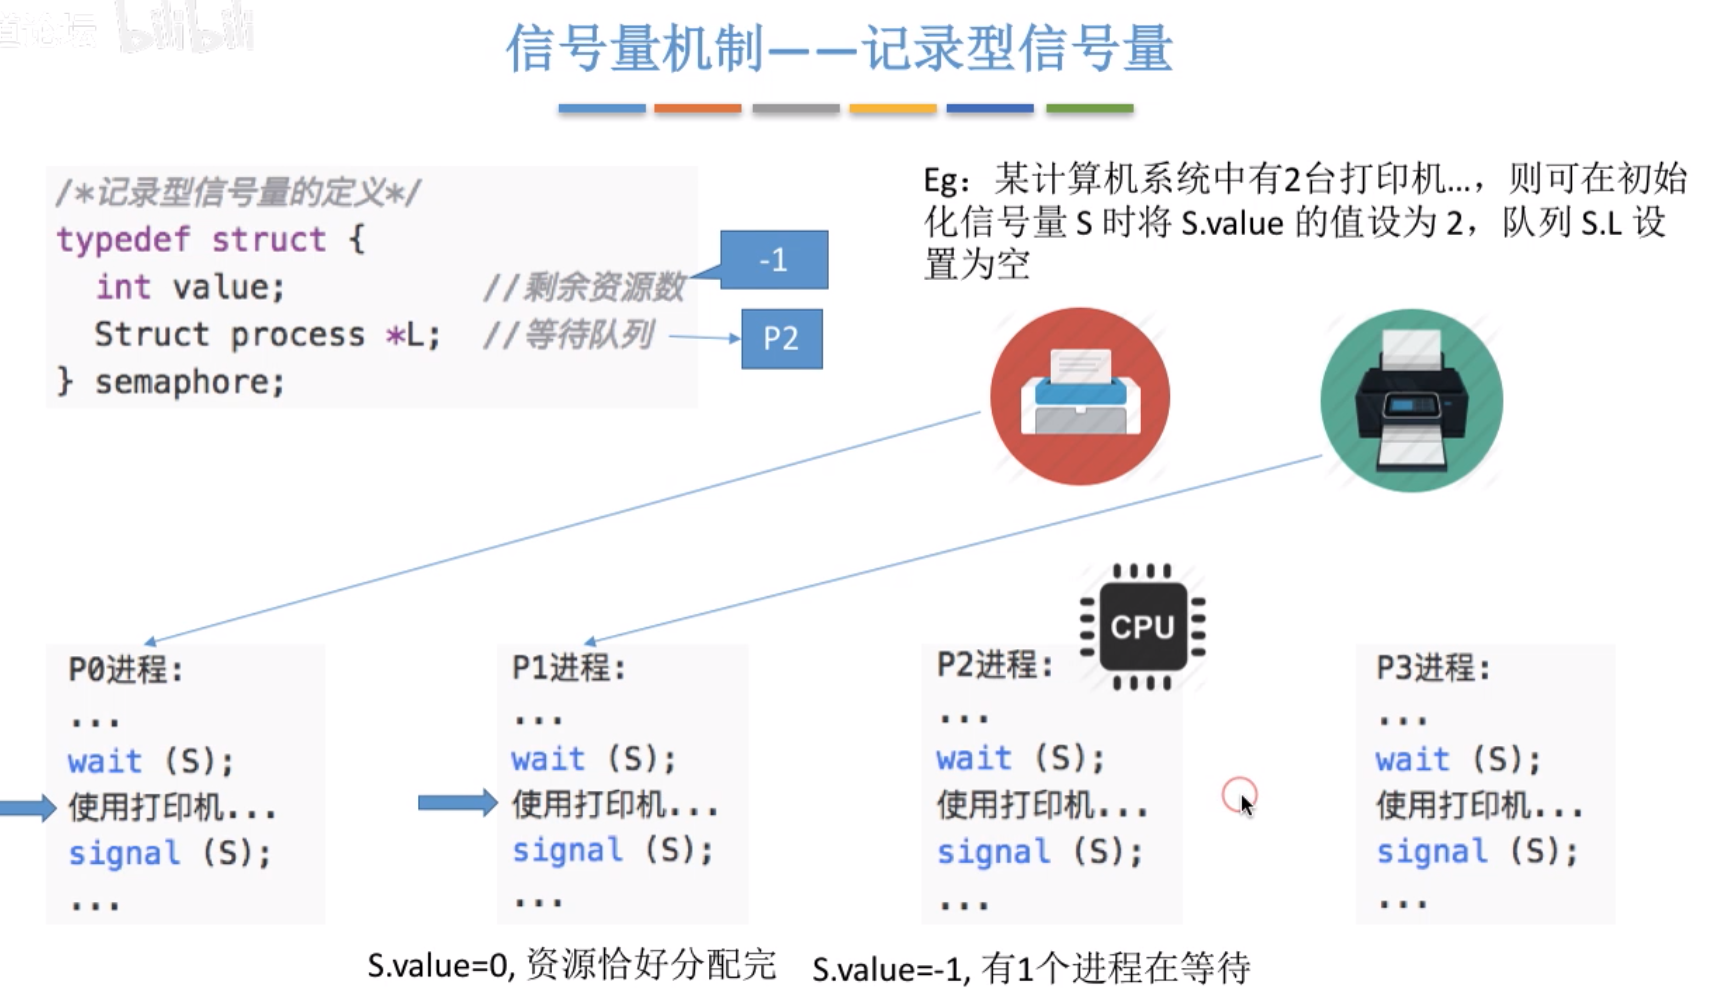 道论坛 bilibili
信号量机制——记录型信号量
/*记录型信号量的定义*/
typedef struct {
int value; //剩余资源数
Struct process *L; //等待队列
} semaphore;
-1
P2
Eg：某计算机系统中有2台打印机...，则可在初始
化信号量 S 时将 S.value 的值设为 2，队列 S.L 设
置为空
CPU
P0进程:
...
wait (S);
使用打印机...
signal (S);
...
P1进程:
...
wait (S);
使用打印机...
signal (S);
...
P2进程:
...
wait (S);
使用打印机...
signal (S);
...
P3进程:
...
wait (S);
使用打印机...
signal (S);
...
S.value=0, 资源恰好分配完
S.value=-1, 有1个进程在等待